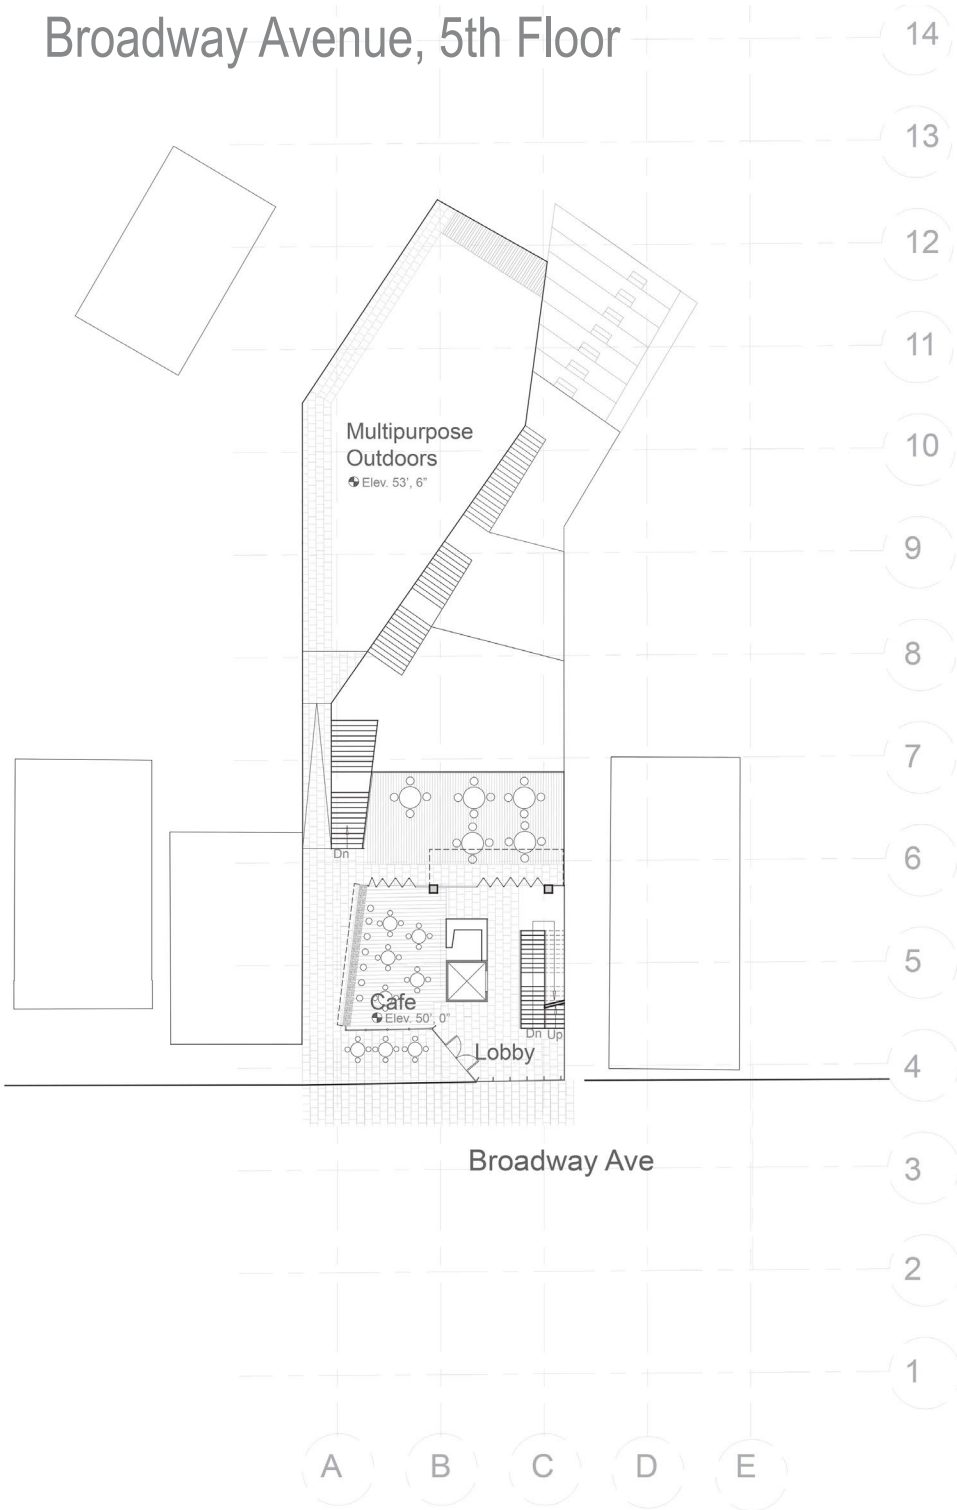 Broadway Avenue, 5th Floor
14
13
12
11
Multipurpose
Outdoors
Elev. 53', 6"
10
9
8
7
Dn
6
5
Cafe
Elev. 50', 0"
Dn Up
Lobby
4
Broadway Ave
3
2
1
A B C D E